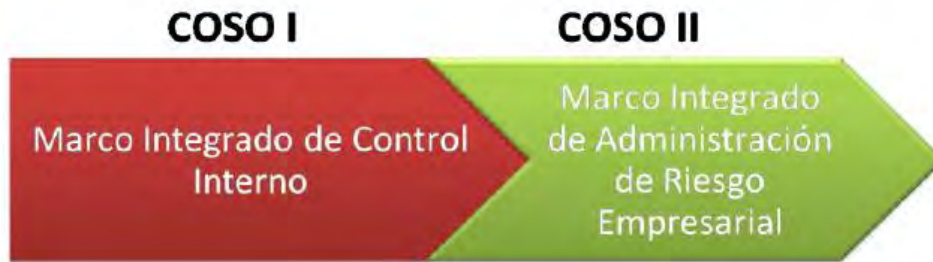 COSO I
COSO II
Marco Integrado de Control
Interno
Marco Integrado
de Administración
de Riesgo
Empresarial